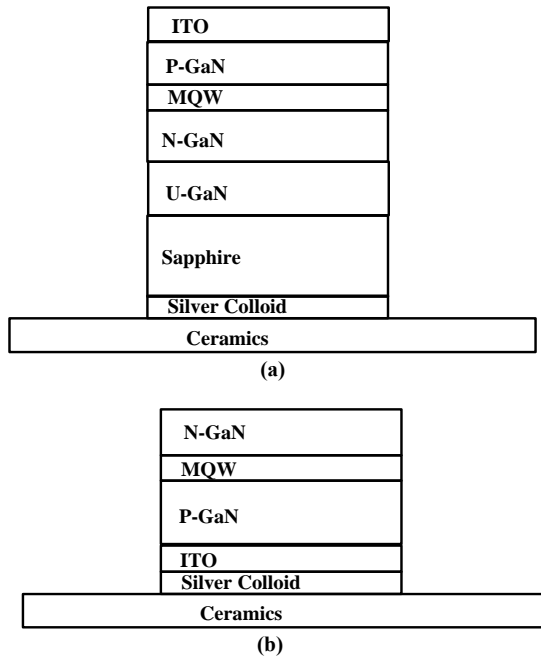 ITO
P-GaN
MQW
N-GaN
U-GaN
Sapphire
Silver Colloid
Ceramics
(a)
N-GaN
MQW
P-GaN
ITO
Silver Colloid
Ceramics
(b)